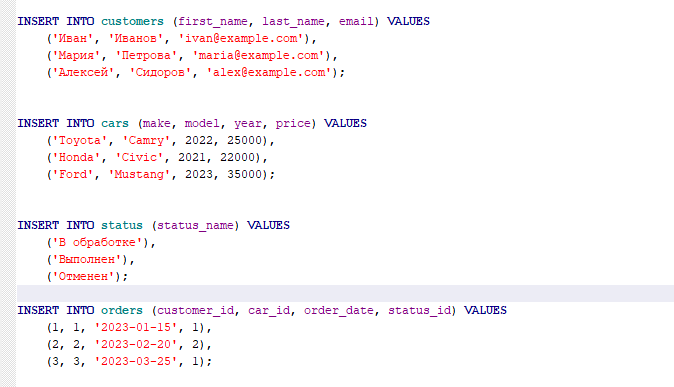 INSERT INTO customers (first_name, last_name, email) VALUES
('Иван', 'Иванов', 'ivan@example.com'),
('Мария', 'Петрова', 'maria@example.com'),
('Алексей', 'Сидоров', 'alex@example.com');
INSERT INTO cars (make, model, year, price) VALUES
('Toyota', 'Camry', 2022, 25000),
('Honda', 'Civic', 2021, 22000),
('Ford', 'Mustang', 2023, 35000);
INSERT INTO status (status_name) VALUES
('В обработке'),
('Выполнен'),
('Отменен');
INSERT INTO orders (customer_id, car_id, order_date, status_id) VALUES
(1, 1, '2023-01-15', 1),
(2, 2, '2023-02-20', 2),
(3, 3, '2023-03-25', 1);